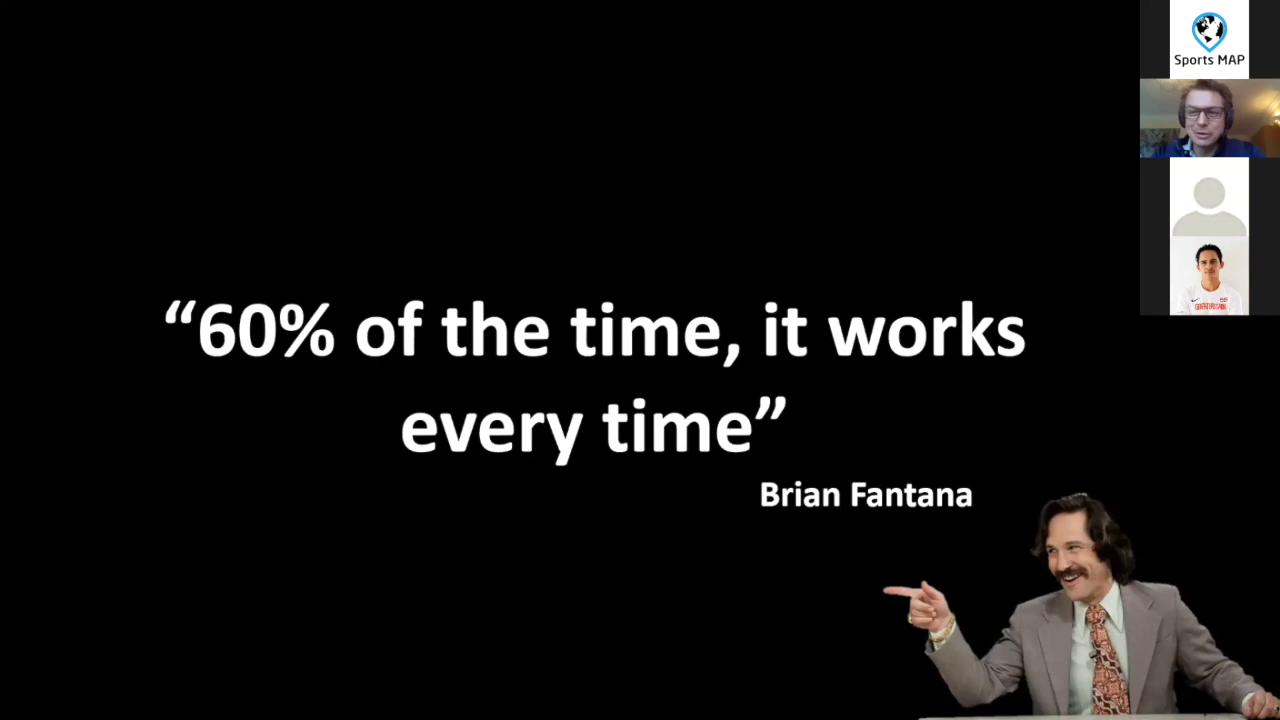 Sports MAP
“60% of the time, it works
every time”
Brian Fantana